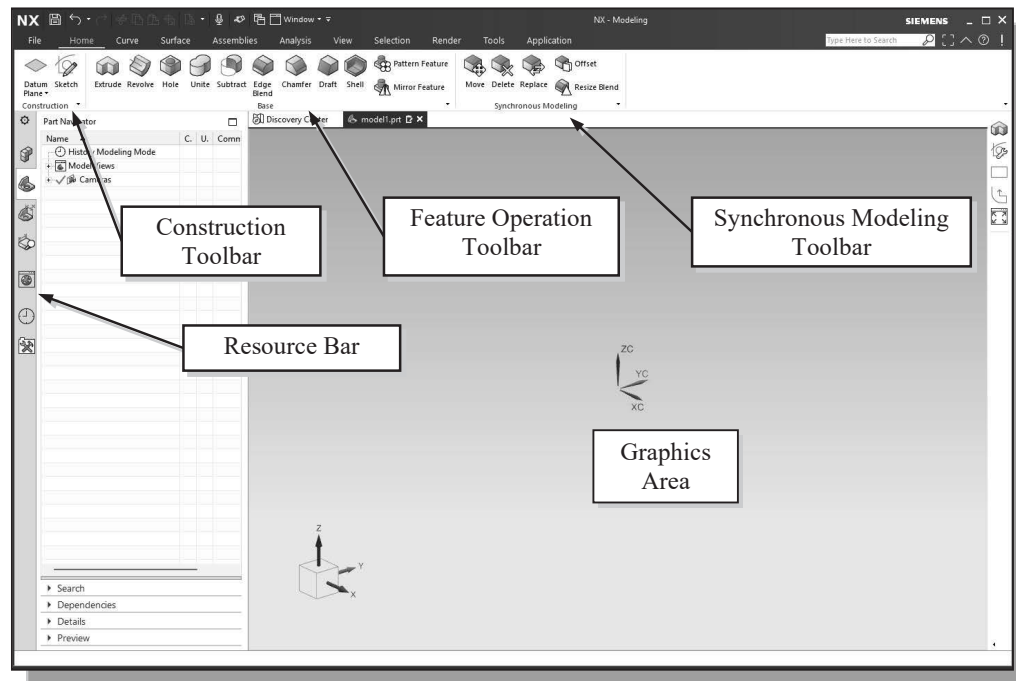 NX
Window
NX - Modeling
SIEMENS
File Home Curve Surface Assemblies Analysis View Selection Render Tools Application
Type Here to Search
Datum Plane
Sketch
Extrude Revolve Hole Unite Subtract
Edge Blend
Chamfer Draft Shell
Pattern Feature
Mirror Feature
Move Delete Replace
Offset
Resize Blend
Construction
Base
Synchronous Modeling
Part Navigator
Discovery Center
model1.prt
Name C. U. Comn
History Modeling Mode
Model Views
Cameras
Construction
Toolbar
Feature Operation
Toolbar
Synchronous Modeling
Toolbar
Resource Bar
ZC
YC
XC
Graphics
Area
Z
Y
X
Search
Dependencies
Details
Preview